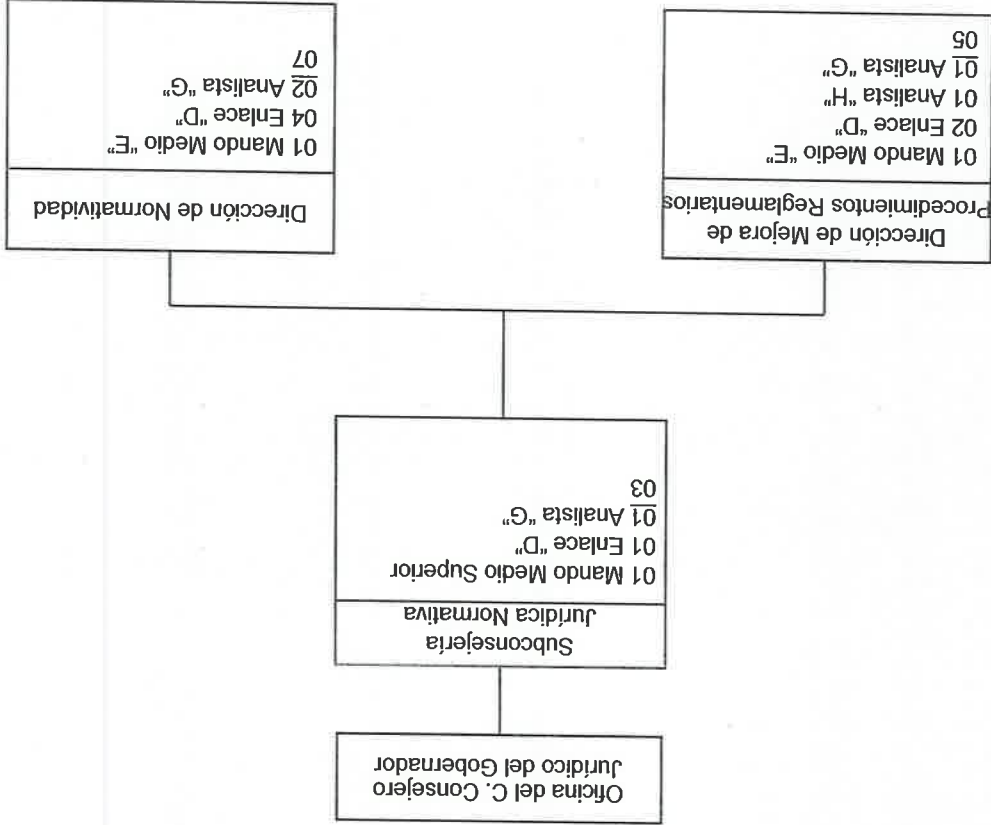 Oficina del C. Consejero
Jurídico del Gobernador
Subconsejería
Jurídica Normativa
01 Mando Medio Superior
01 Enlace "D"
01 Analista "G"
03
Dirección de Mejora de
Procedimientos Reglamentarios
01 Mando Medio "E"
02 Enlace "D"
01 Analista "H"
01 Analista "G"
05
Dirección de Normatividad
01 Mando Medio "E"
04 Enlace "D"
02 Analista "G"
07